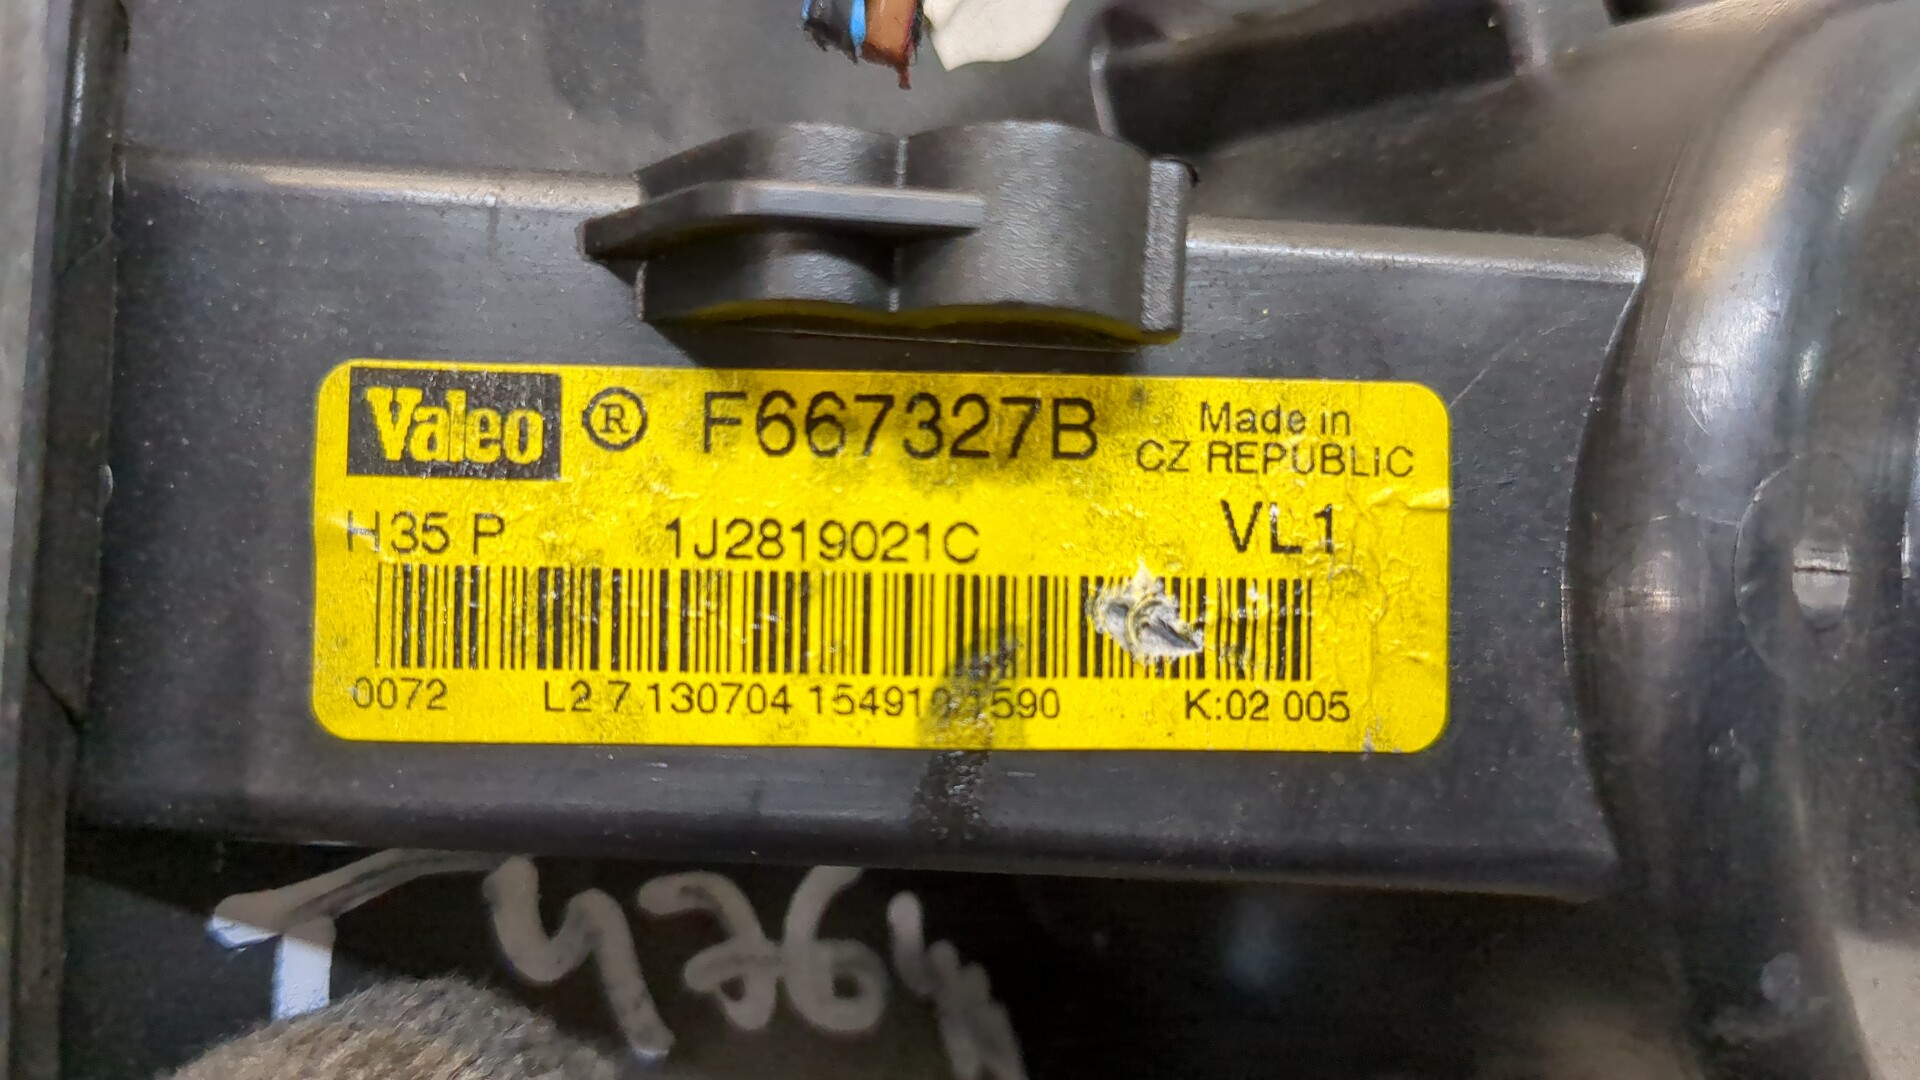 Valeo ® F667327B Made in
CZ REPUBLIC
H35 P 1J2819021C VL1
0072 L2 7 130704 K:02 005